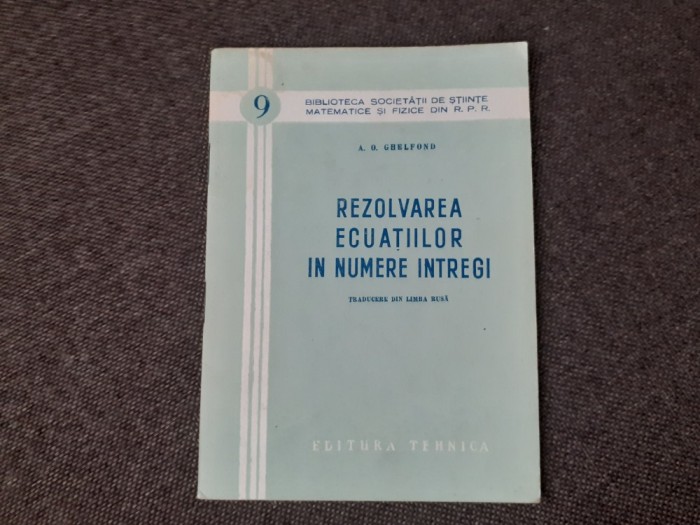 9
BIBLIOTECA SOCIETĂȚII DE ȘTIINȚE
MATEMATICE ȘI FIZICE DIN R. P. R.
A. O. GHELFOND
REZOLVAREA
ECUAȚIILOR
IN NUMERE INTREGI
TRADUCERE DIN LIMBA RUSĂ
EDITURA TEHNICA